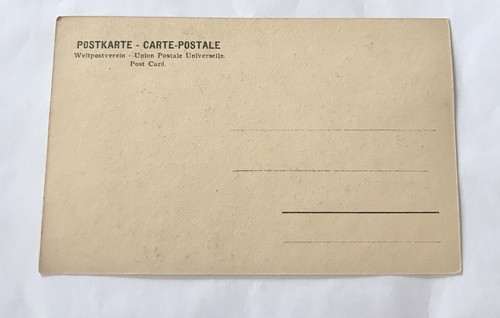 POSTKARTE - CARTE-POSTALE
Weltpostverein - Union Postale Universelle.
Post Card.